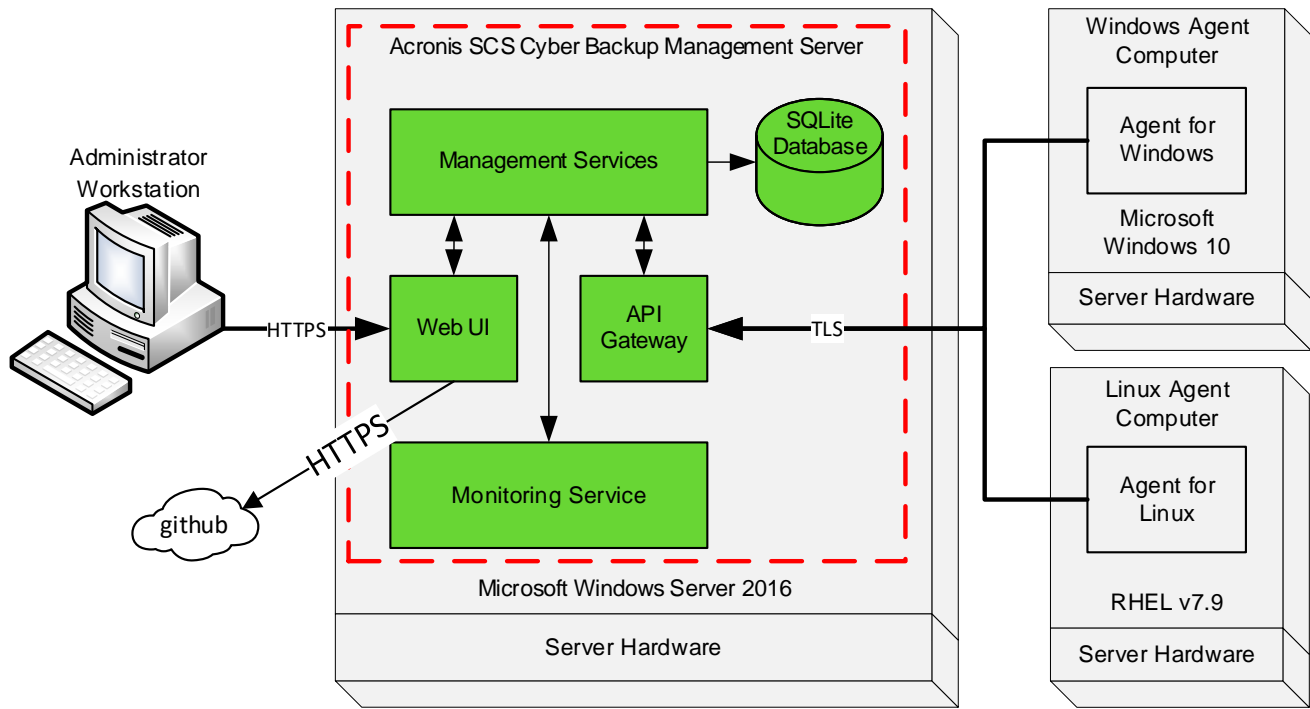 Administrator
Workstation
HTTPS
HTTPS
github
Acronis SCS Cyber Backup Management Server
Management Services
SQLite
Database
Web UI
API
Gateway
Monitoring Service
Microsoft Windows Server 2016
Server Hardware
TLS
Windows Agent
Computer
Agent for
Windows
Microsoft
Windows 10
Server Hardware
Linux Agent
Computer
Agent for
Linux
RHEL v7.9
Server Hardware